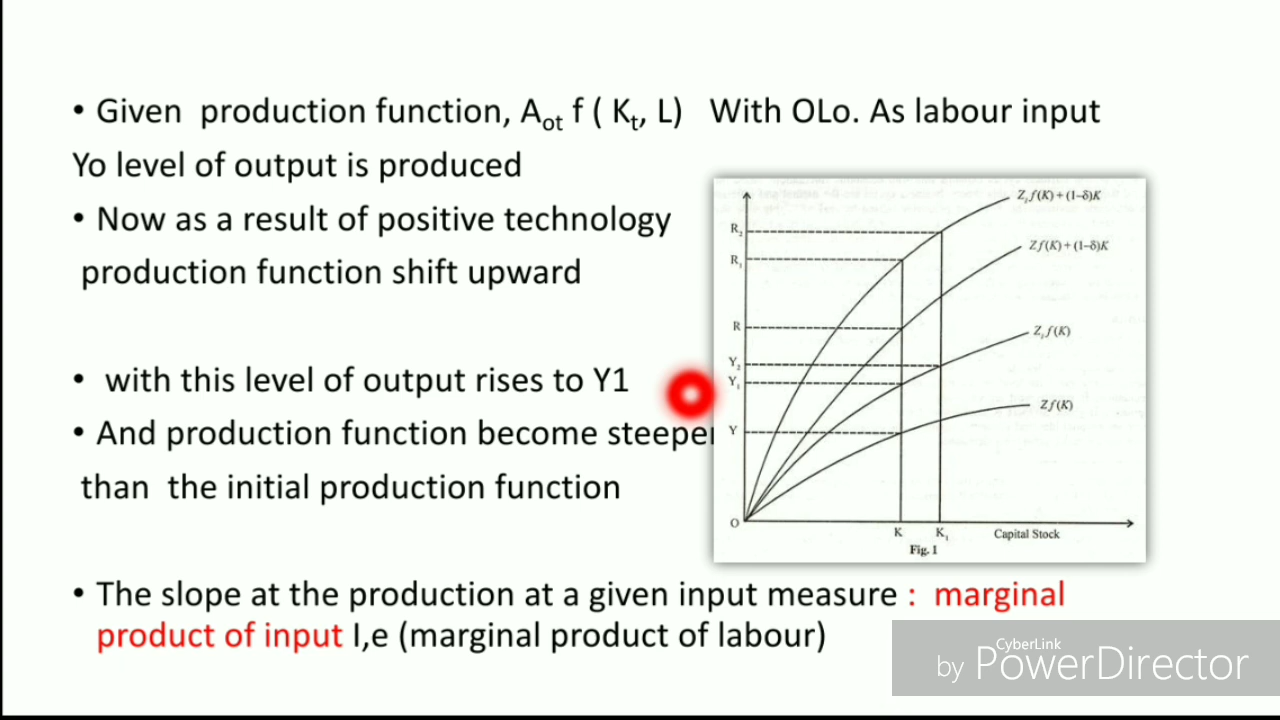 • Given production function, Aot f ( Kt, L) With OLo. As labour input
Yo level of output is produced
• Now as a result of positive technology
production function shift upward
• with this level of output rises to Y1
• And production function become steeper
than the initial production function
Z₁f(K)+(1–δ)K
R₂
Zf(K)+(1–δ)K
R₁
R
Z₁f(K)
Y₂
Y₁
Zf(K)
Y
O
K
K₁
Capital Stock
Fig. 1
• The slope at the production at a given input measure : marginal
product of input I,e (marginal product of labour)
CyberLink
by PowerDirector